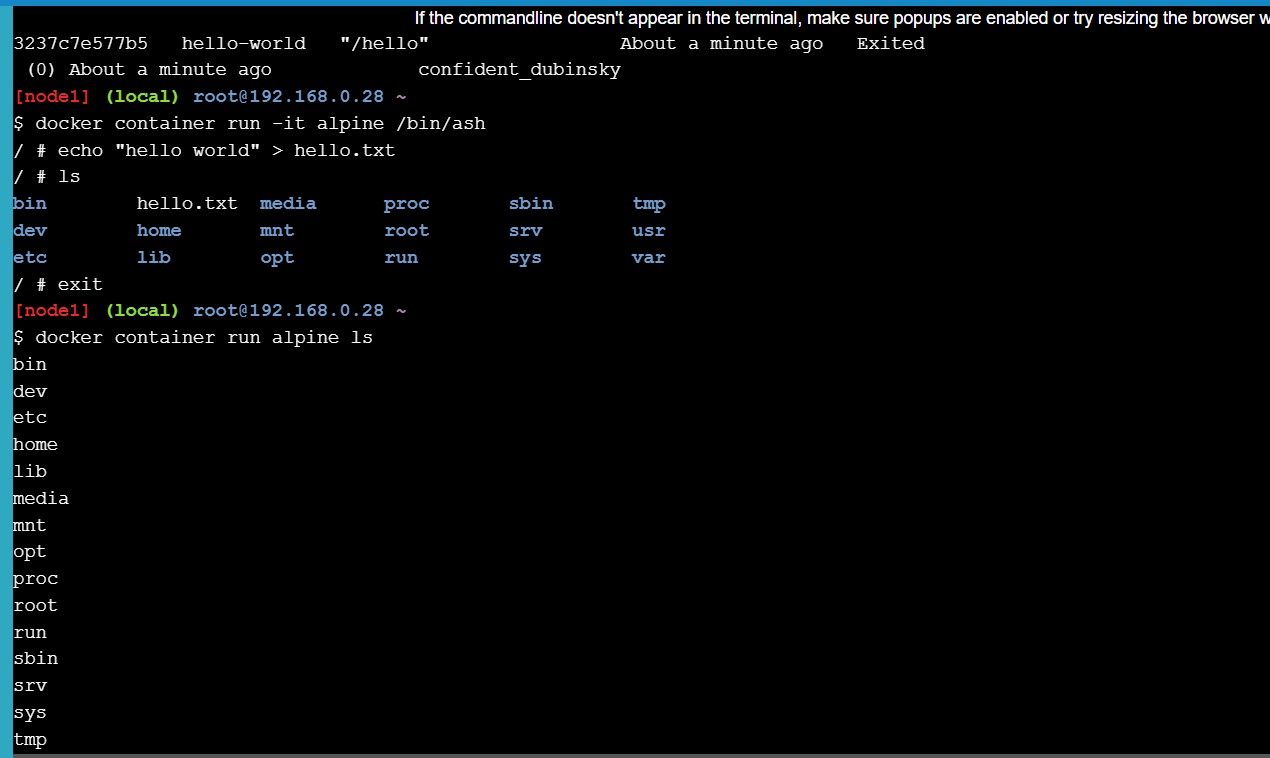 If the commandline doesn't appear in the terminal, make sure popups are enabled or try resizing the browser
3237c7e577b5 hello-world "/hello" About a minute ago Exited
(0) About a minute ago confident_dubinsky
[node1] (local) root@192.168.0.28 ~
$ docker container run -it alpine /bin/ash
/ # echo "hello world" > hello.txt
/ # ls
bin hello.txt media proc sbin tmp
dev home mnt root srv usr
etc lib opt run sys var
/ # exit
[node1] (local) root@192.168.0.28 ~
$ docker container run alpine ls
bin
dev
etc
home
lib
media
mnt
opt
proc
root
run
sbin
srv
sys
tmp